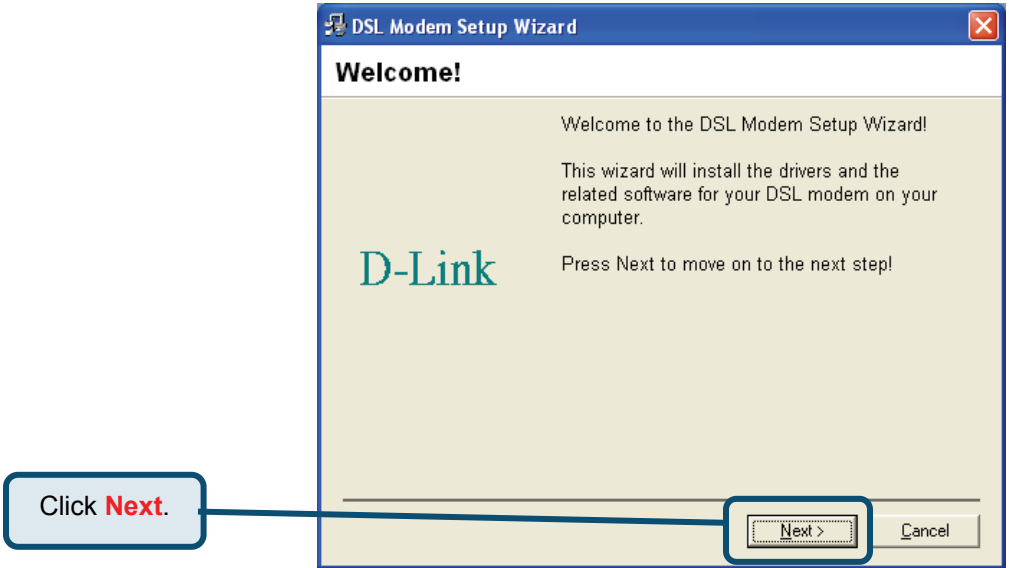 DSL Modem Setup Wizard
Welcome!
Welcome to the DSL Modem Setup Wizard!
This wizard will install the drivers and the
related software for your DSL modem on your
computer.
D-Link
Press Next to move on to the next step!
Click Next.
Next >
Cancel